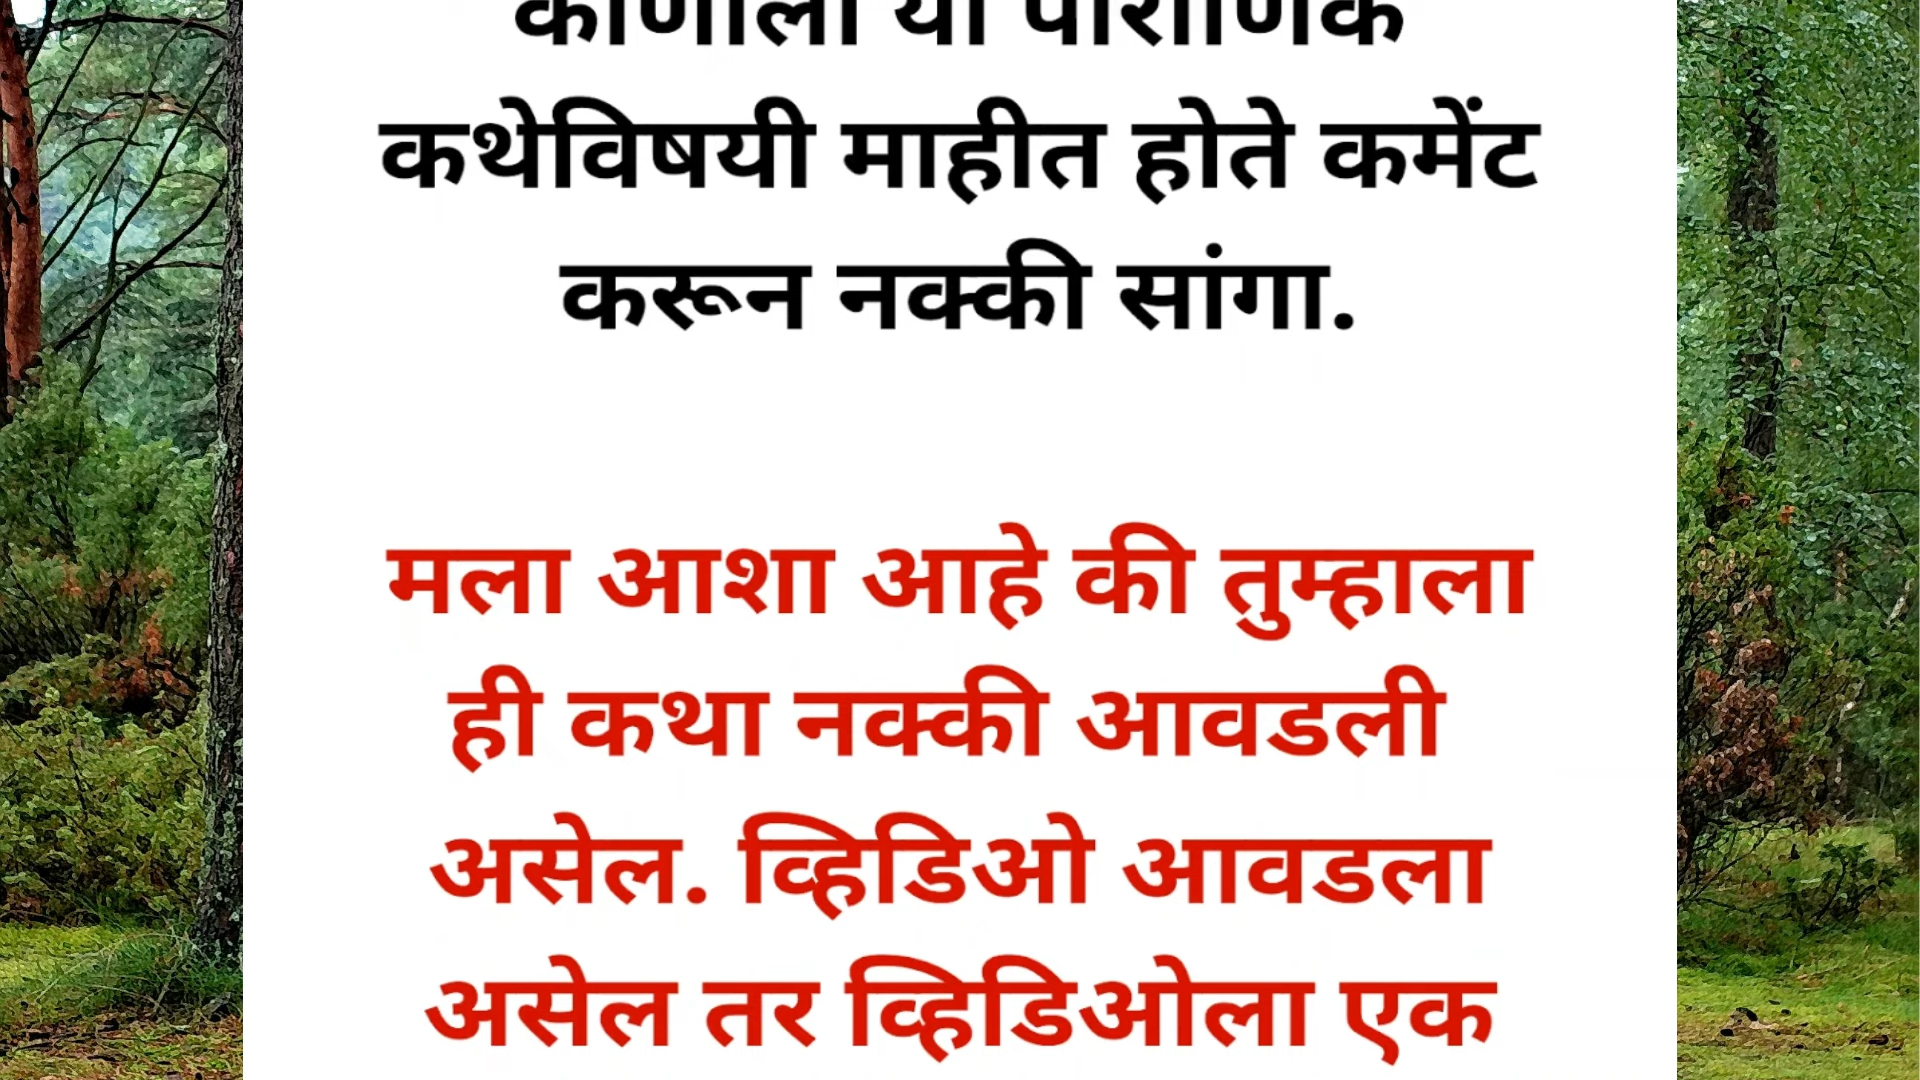 कोणाला या पौराणिक
कथेविषयी माहीत होते कमेंट
करून नक्की सांगा.
मला आशा आहे की तुम्हाला
ही कथा नक्की आवडली
असेल. व्हिडिओ आवडला
असेल तर व्हिडिओला एक